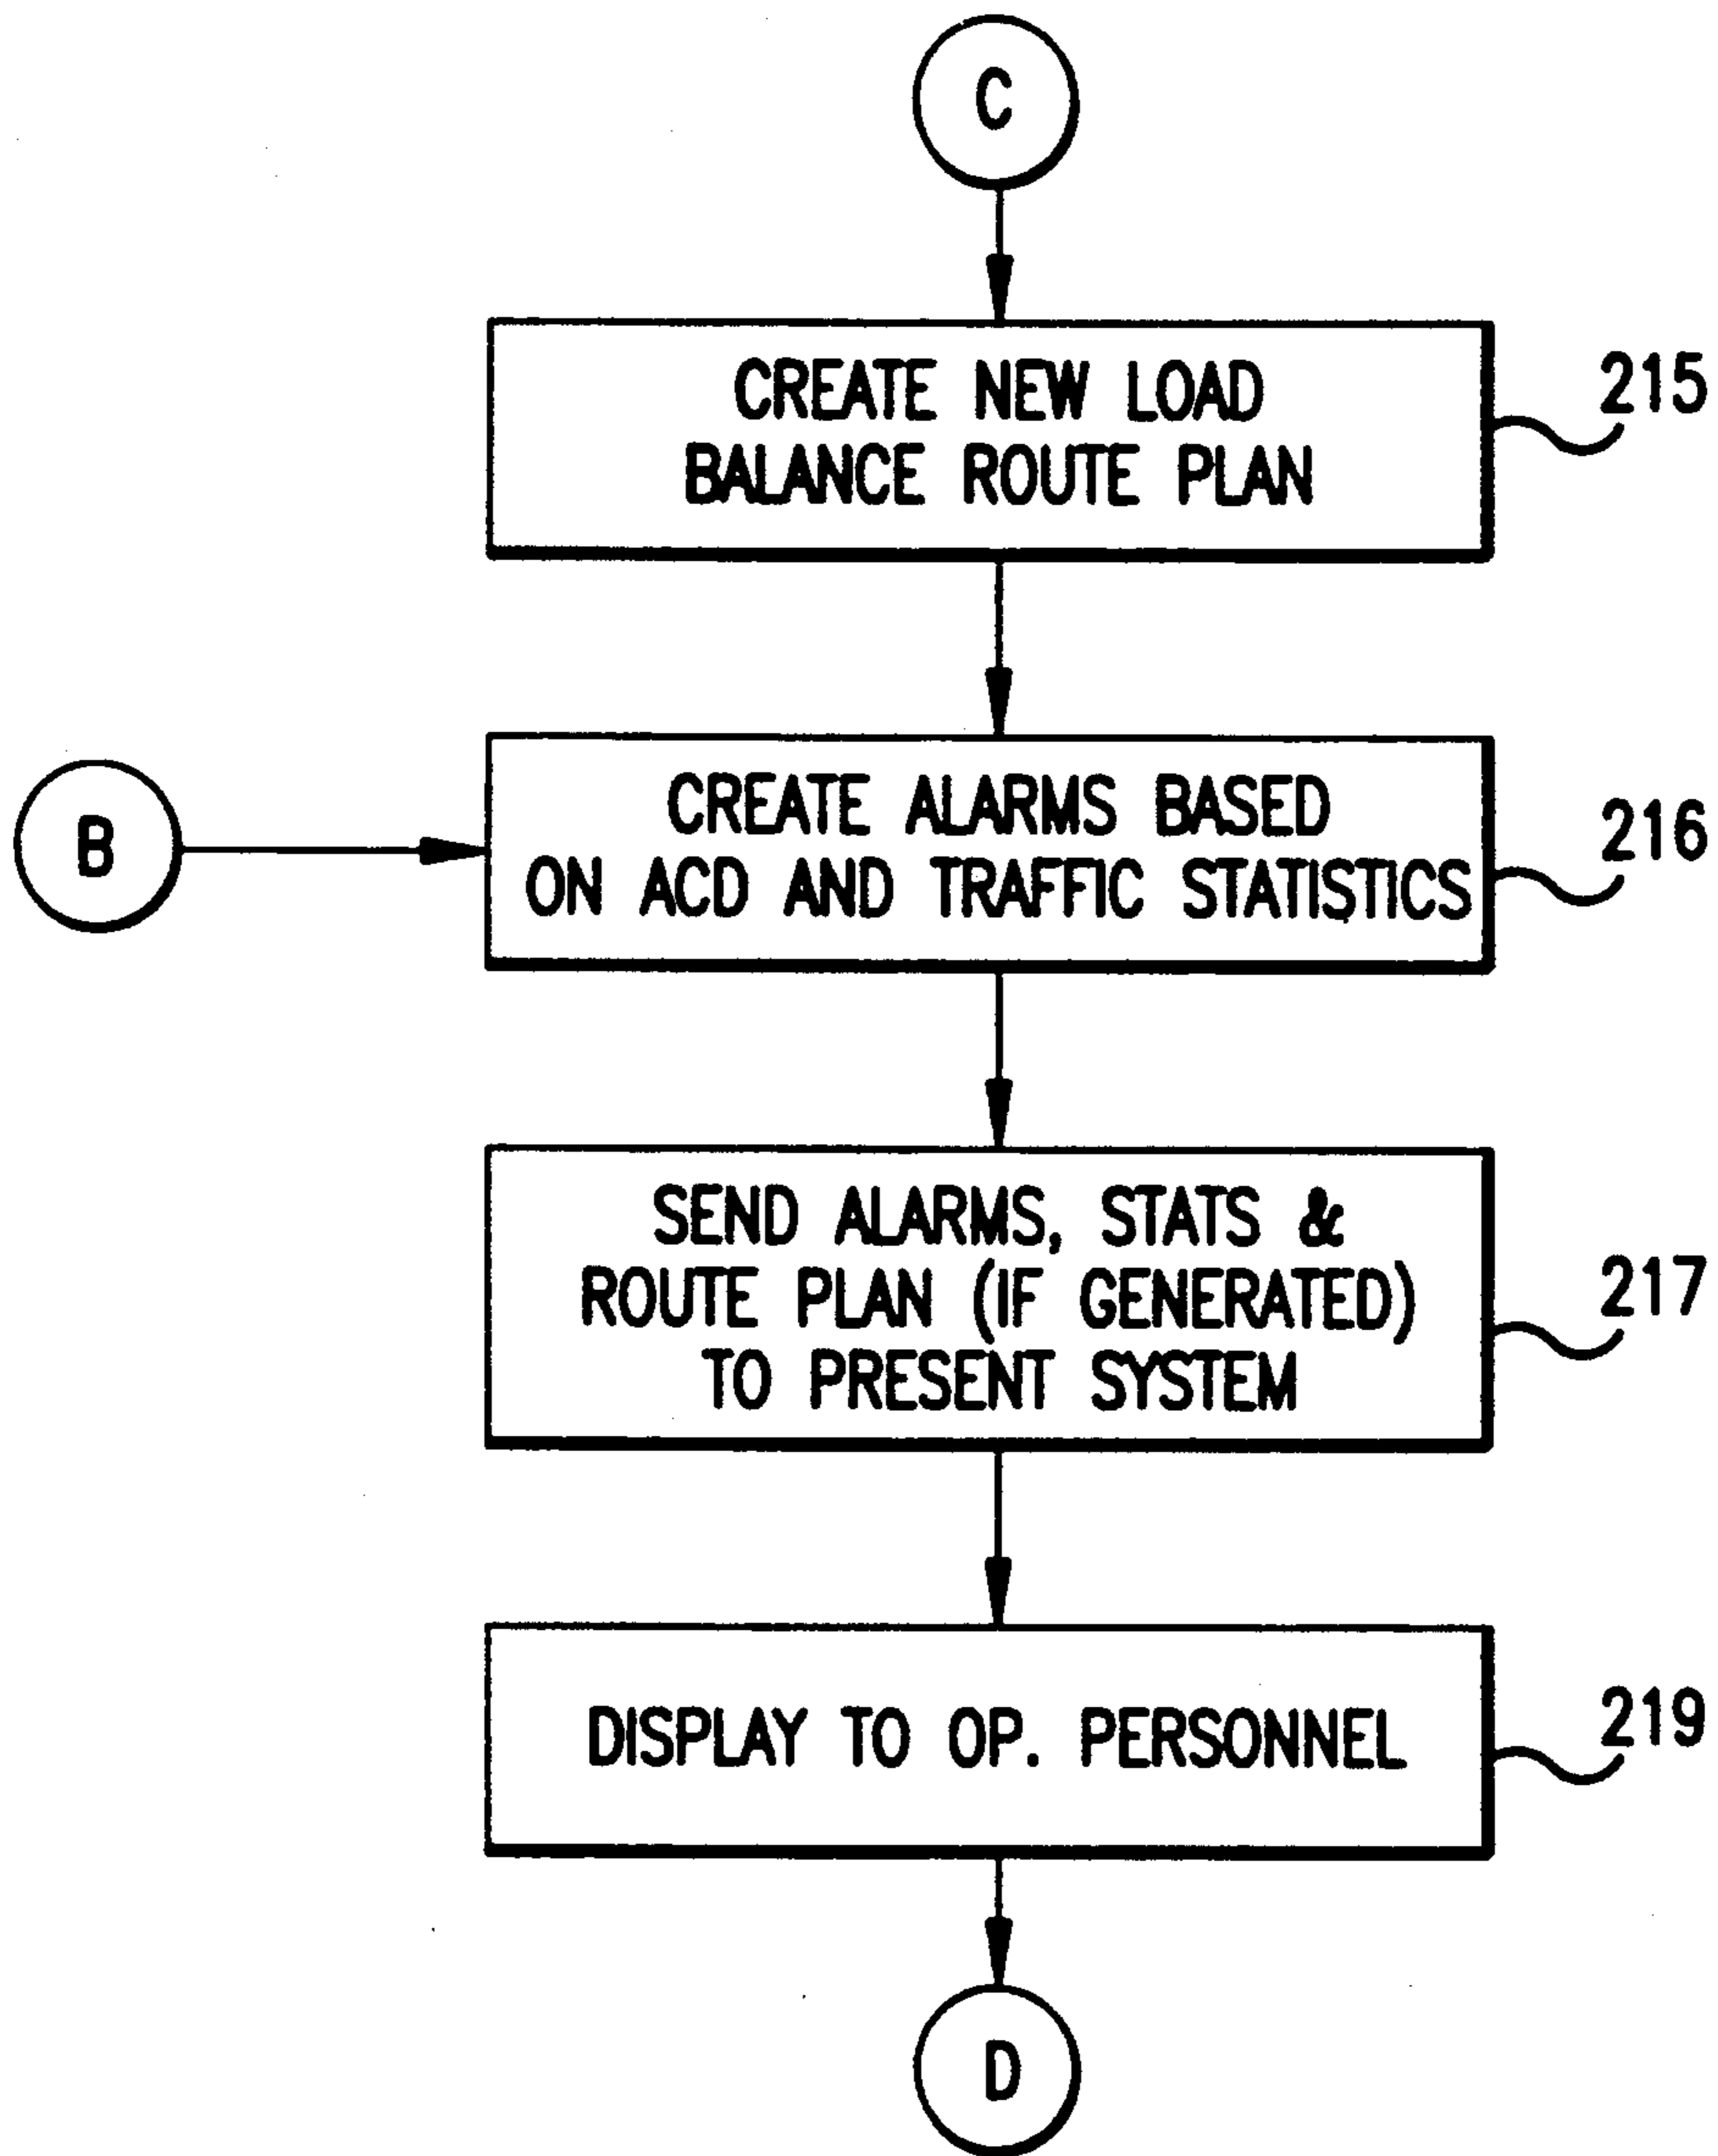 C
CREATE NEW LOAD
BALANCE ROUTE PLAN
215
B
CREATE ALARMS BASED
ON ACD AND TRAFFIC STATISTICS
216
SEND ALARMS, STATS &
ROUTE PLAN (IF GENERATED)
TO PRESENT SYSTEM
217
DISPLAY TO OP. PERSONNEL
219
D